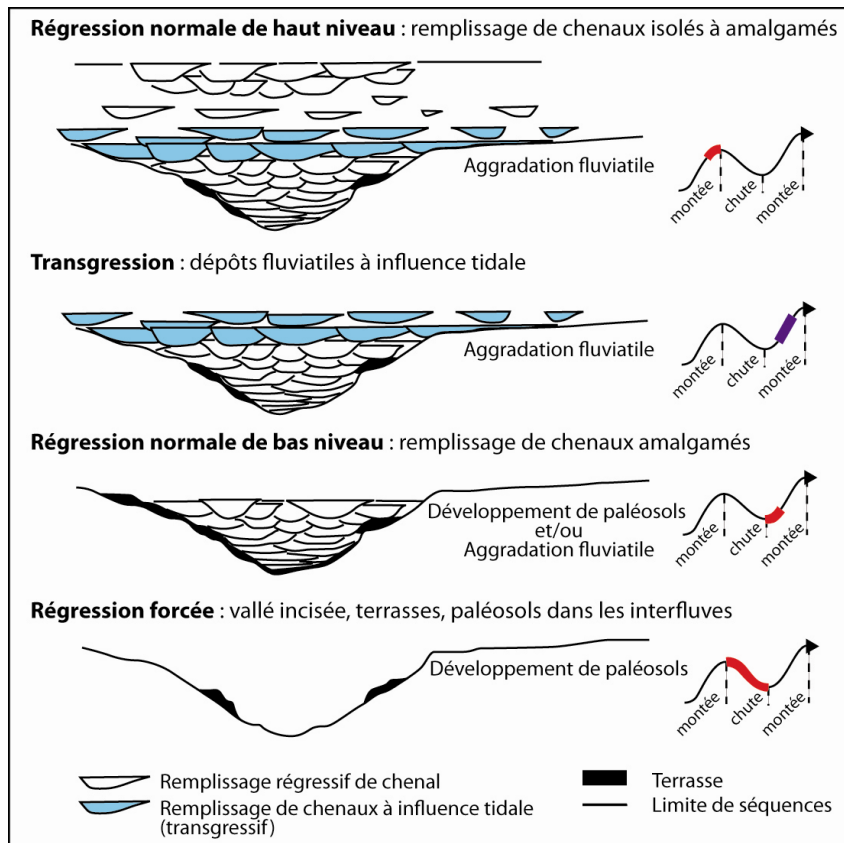 Régression normale de haut niveau : remplissage de chenaux isolés à amalgamés
Aggradation fluviatile
montée
chute
montée
Transgression : dépôts fluviatiles à influence tidale
Aggradation fluviatile
montée
chute
montée
Régression normale de bas niveau : remplissage de chenaux amalgamés
Développement de paléosols
et/ou
Aggradation fluviatile
montée
chute
montée
Régression forcée : vallé incisée, terrasses, paléosols dans les interfluves
Développement de paléosols
montée
chute
montée
Remplissage régressif de chenal
Remplissage de chenaux à influence tidale
(transgressif)
Terrasse
Limite de séquences